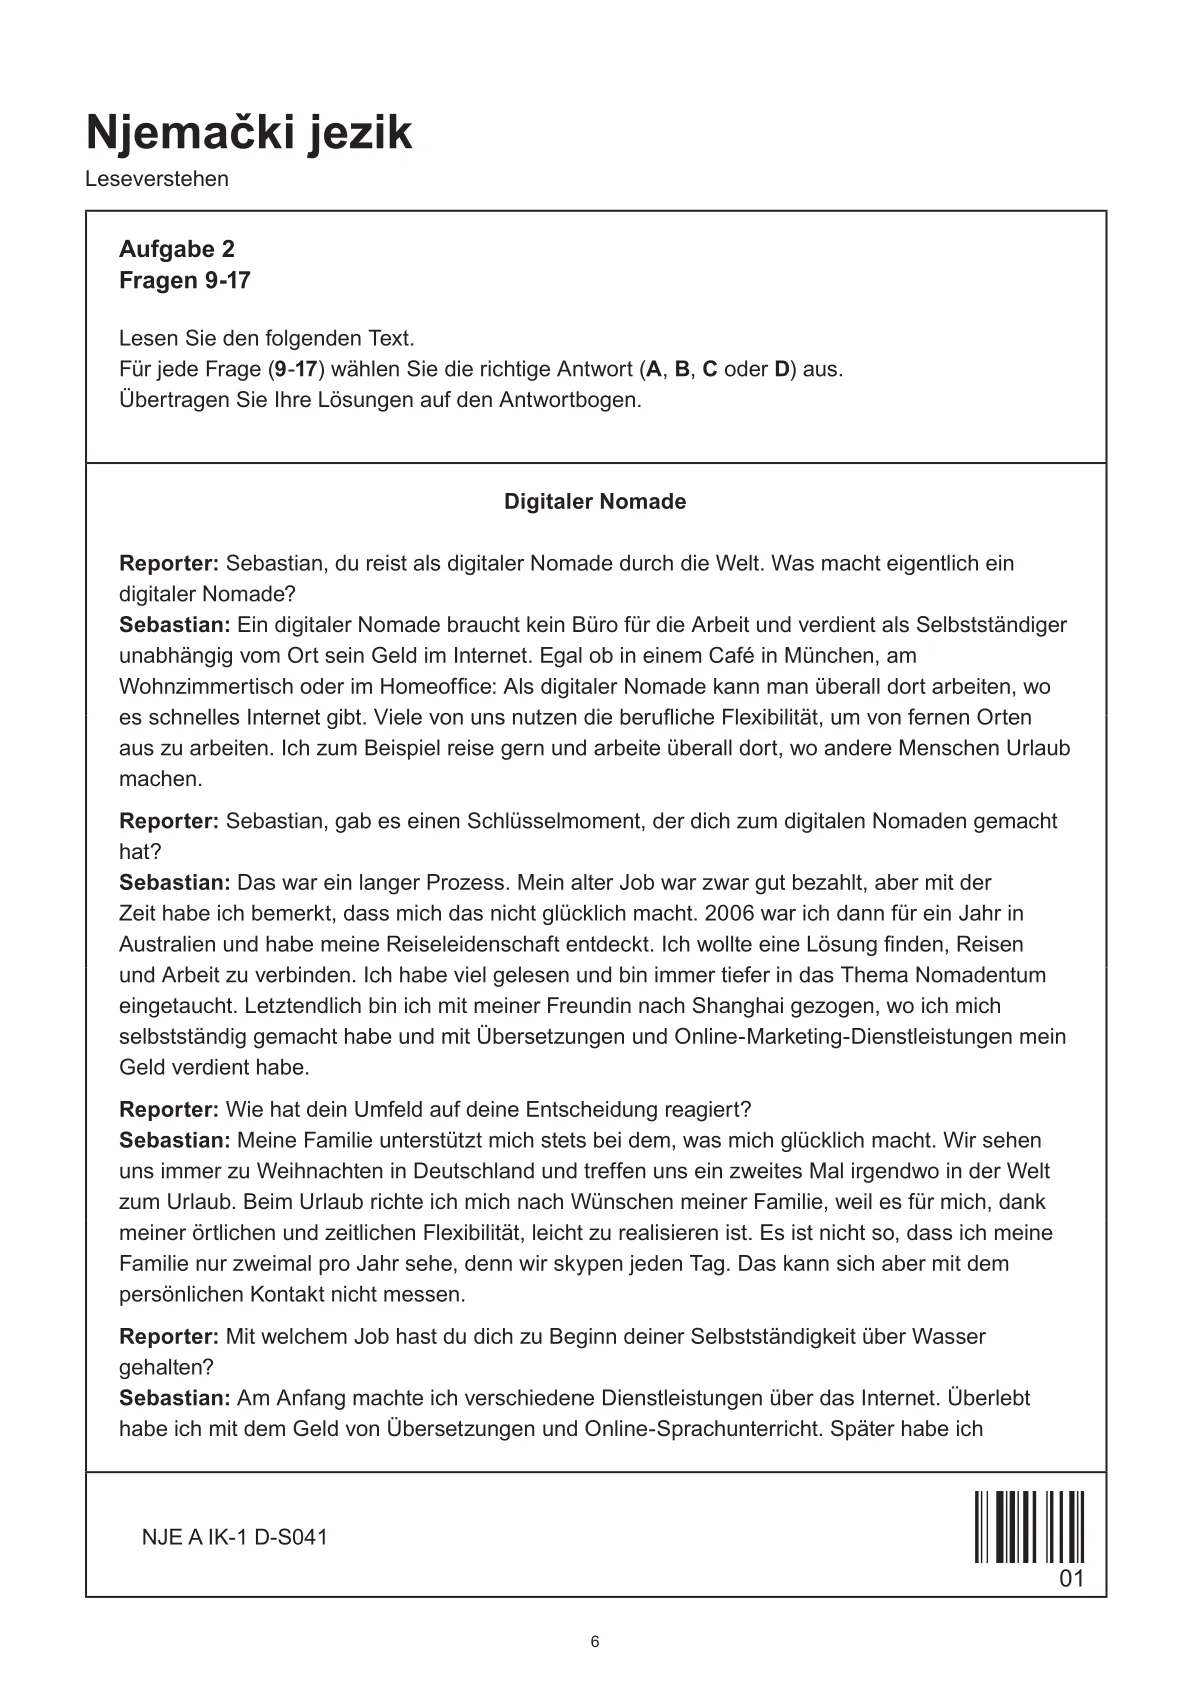 Njemački jezik
Leseverstehen
Aufgabe 2
Fragen 9-17
Lesen Sie den folgenden Text.
Für jede Frage (9-17) wählen Sie die richtige Antwort (A, B, C oder D) aus.
Übertragen Sie Ihre Lösungen auf den Antwortbogen.
Digitaler Nomade
Reporter: Sebastian, du reist als digitaler Nomade durch die Welt. Was macht eigentlich ein
digitaler Nomade?
Sebastian: Ein digitaler Nomade braucht kein Büro für die Arbeit und verdient als Selbstständiger
unabhängig vom Ort sein Geld im Internet. Egal ob in einem Café in München, am
Wohnzimmertisch oder im Homeoffice: Als digitaler Nomade kann man überall dort arbeiten, wo
es schnelles Internet gibt. Viele von uns nutzen die berufliche Flexibilität, um von fernen Orten
aus zu arbeiten. Ich zum Beispiel reise gern und arbeite überall dort, wo andere Menschen Urlaub
machen.
Reporter: Sebastian, gab es einen Schlüsselmoment, der dich zum digitalen Nomaden gemacht
hat?
Sebastian: Das war ein langer Prozess. Mein alter Job war zwar gut bezahlt, aber mit der
Zeit habe ich bemerkt, dass mich das nicht glücklich macht. 2006 war ich dann für ein Jahr in
Australien und habe meine Reiseleidenschaft entdeckt. Ich wollte eine Lösung finden, Reisen
und Arbeit zu verbinden. Ich habe viel gelesen und bin immer tiefer in das Thema Nomadentum
eingetaucht. Letztendlich bin ich mit meiner Freundin nach Shanghai gezogen, wo ich mich
selbstständig gemacht habe und mit Übersetzungen und Online-Marketing-Dienstleistungen mein
Geld verdient habe.
Reporter: Wie hat dein Umfeld auf deine Entscheidung reagiert?
Sebastian: Meine Familie unterstützt mich stets bei dem, was mich glücklich macht. Wir sehen
uns immer zu Weihnachten in Deutschland und treffen uns ein zweites Mal irgendwo in der Welt
zum Urlaub. Beim Urlaub richte ich mich nach Wünschen meiner Familie, weil es für mich, dank
meiner örtlichen und zeitlichen Flexibilität, leicht zu realisieren ist. Es ist nicht so, dass ich meine
Familie nur zweimal pro Jahr sehe, denn wir skypen jeden Tag. Das kann sich aber mit dem
persönlichen Kontakt nicht messen.
Reporter: Mit welchem Job hast du dich zu Beginn deiner Selbstständigkeit über Wasser
gehalten?
Sebastian: Am Anfang machte ich verschiedene Dienstleistungen über das Internet. Überlebt
habe ich mit dem Geld von Übersetzungen und Online-Sprachunterricht. Später habe ich
NJE A IK-1 D-S041
01
6